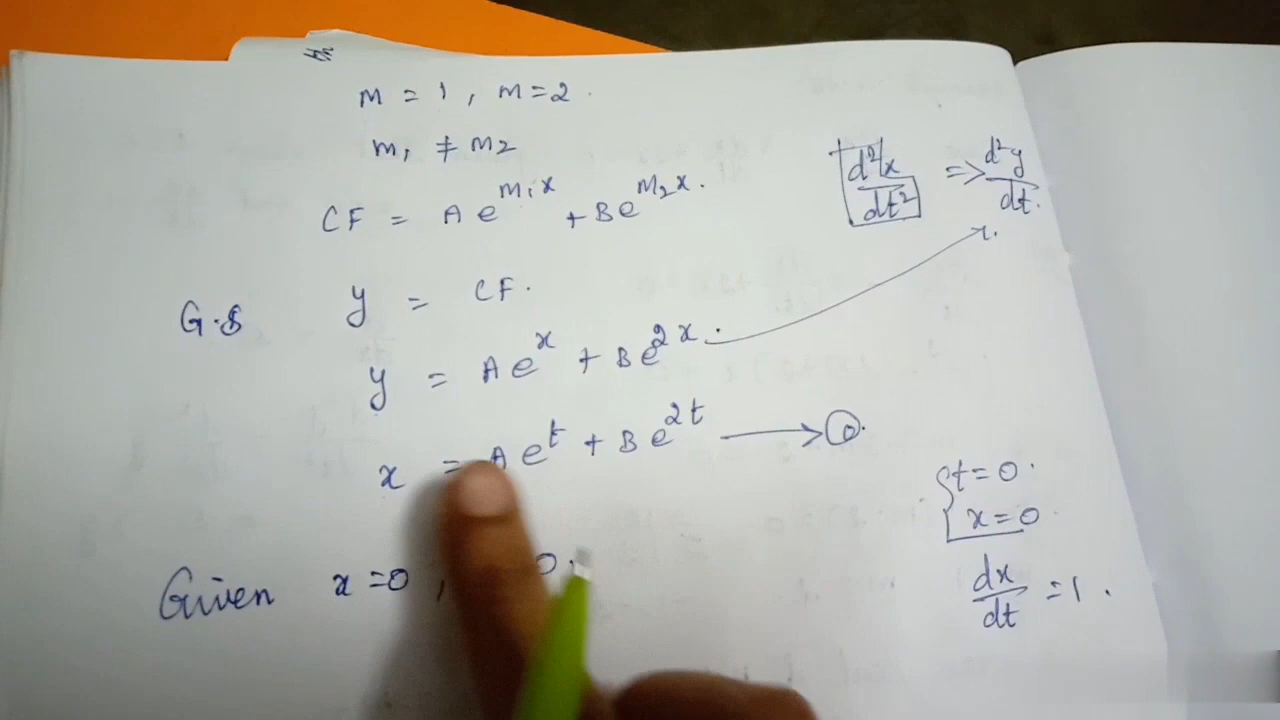 m = 1, m = 2.
m₁ ≠ m₂
CF = A e^{m₁x} + B e^{m₂x}.
G.S y = CF.
y = A e^x + B e^{2x}.
x = A e^t + B e^{2t} → ①.
Given x = 0, 0.
d²x/dt² => d²y/dt.
x.
t = 0.
x = 0
dx/dt = 1.